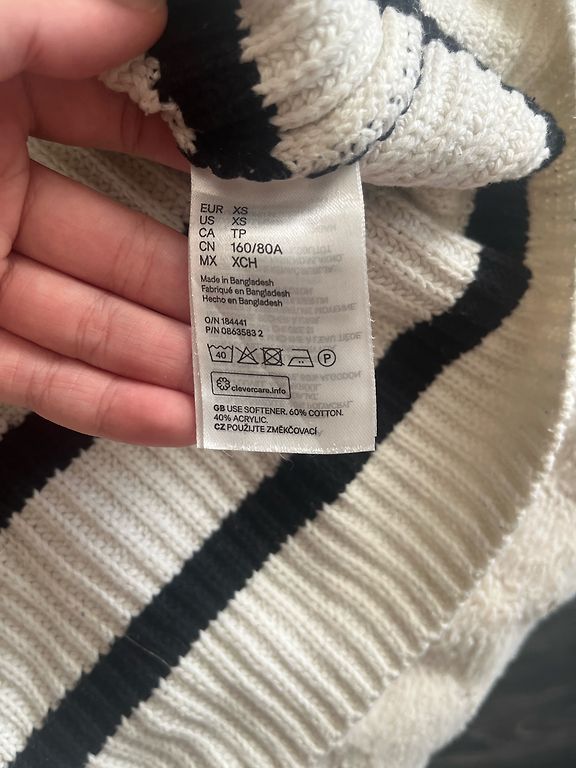 EUR XS
US XS
CA TP
CN 160/80A
MX XCH
Made in Bangladesh
Fabriqué en Bangladesh
Hecho en Bangladesh
O/N 184441
P/N 0863583 2
40 P
clevercare.info
GB USE SOFTENER. 60% COTTON.
40% ACRYLIC.
CZ POUŽIJTE ZMĚKČOVACÍ